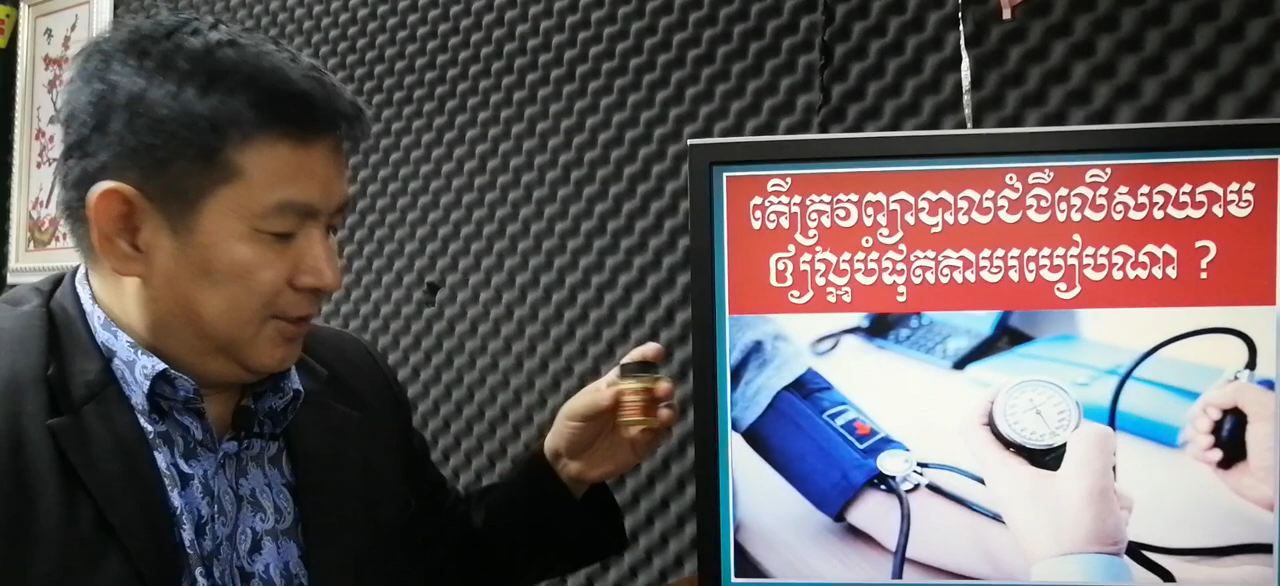 តើត្រូវព្យាបាលជំងឺលើសឈាម
ឲ្យល្អបំផុតតាមរបៀបណា ?